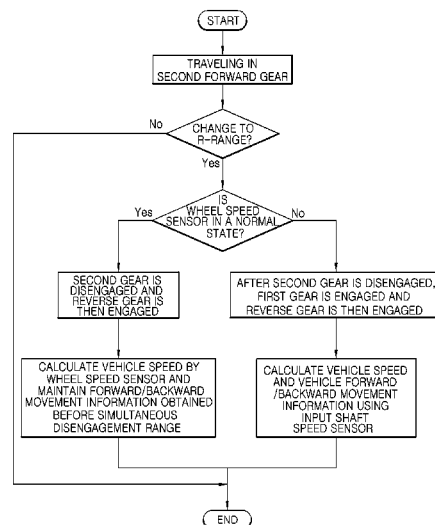 START
TRAVELING IN
SECOND FORWARD GEAR
No
CHANGE TO
R-RANGE?
Yes
IS
WHEEL SPEED
SENSOR IN A NORMAL
STATE?
Yes
No
SECOND GEAR IS
DISENGAGED AND
REVERSE GEAR IS
THEN ENGAGED
AFTER SECOND GEAR IS DISENGAGED,
FIRST GEAR IS ENGAGED AND
REVERSE GEAR IS THEN ENGAGED
CALCULATE VEHICLE SPEED BY
WHEEL SPEED SENSOR AND
MAINTAIN FORWARD/BACKWARD
MOVEMENT INFORMATION OBTAINED
BEFORE SIMULTANEOUS
DISENGAGEMENT RANGE
CALCULATE VEHICLE SPEED
AND VEHICLE FORWARD
/BACKWARD MOVEMENT
INFORMATION USING
INPUT SHAFT
SPEED SENSOR
END